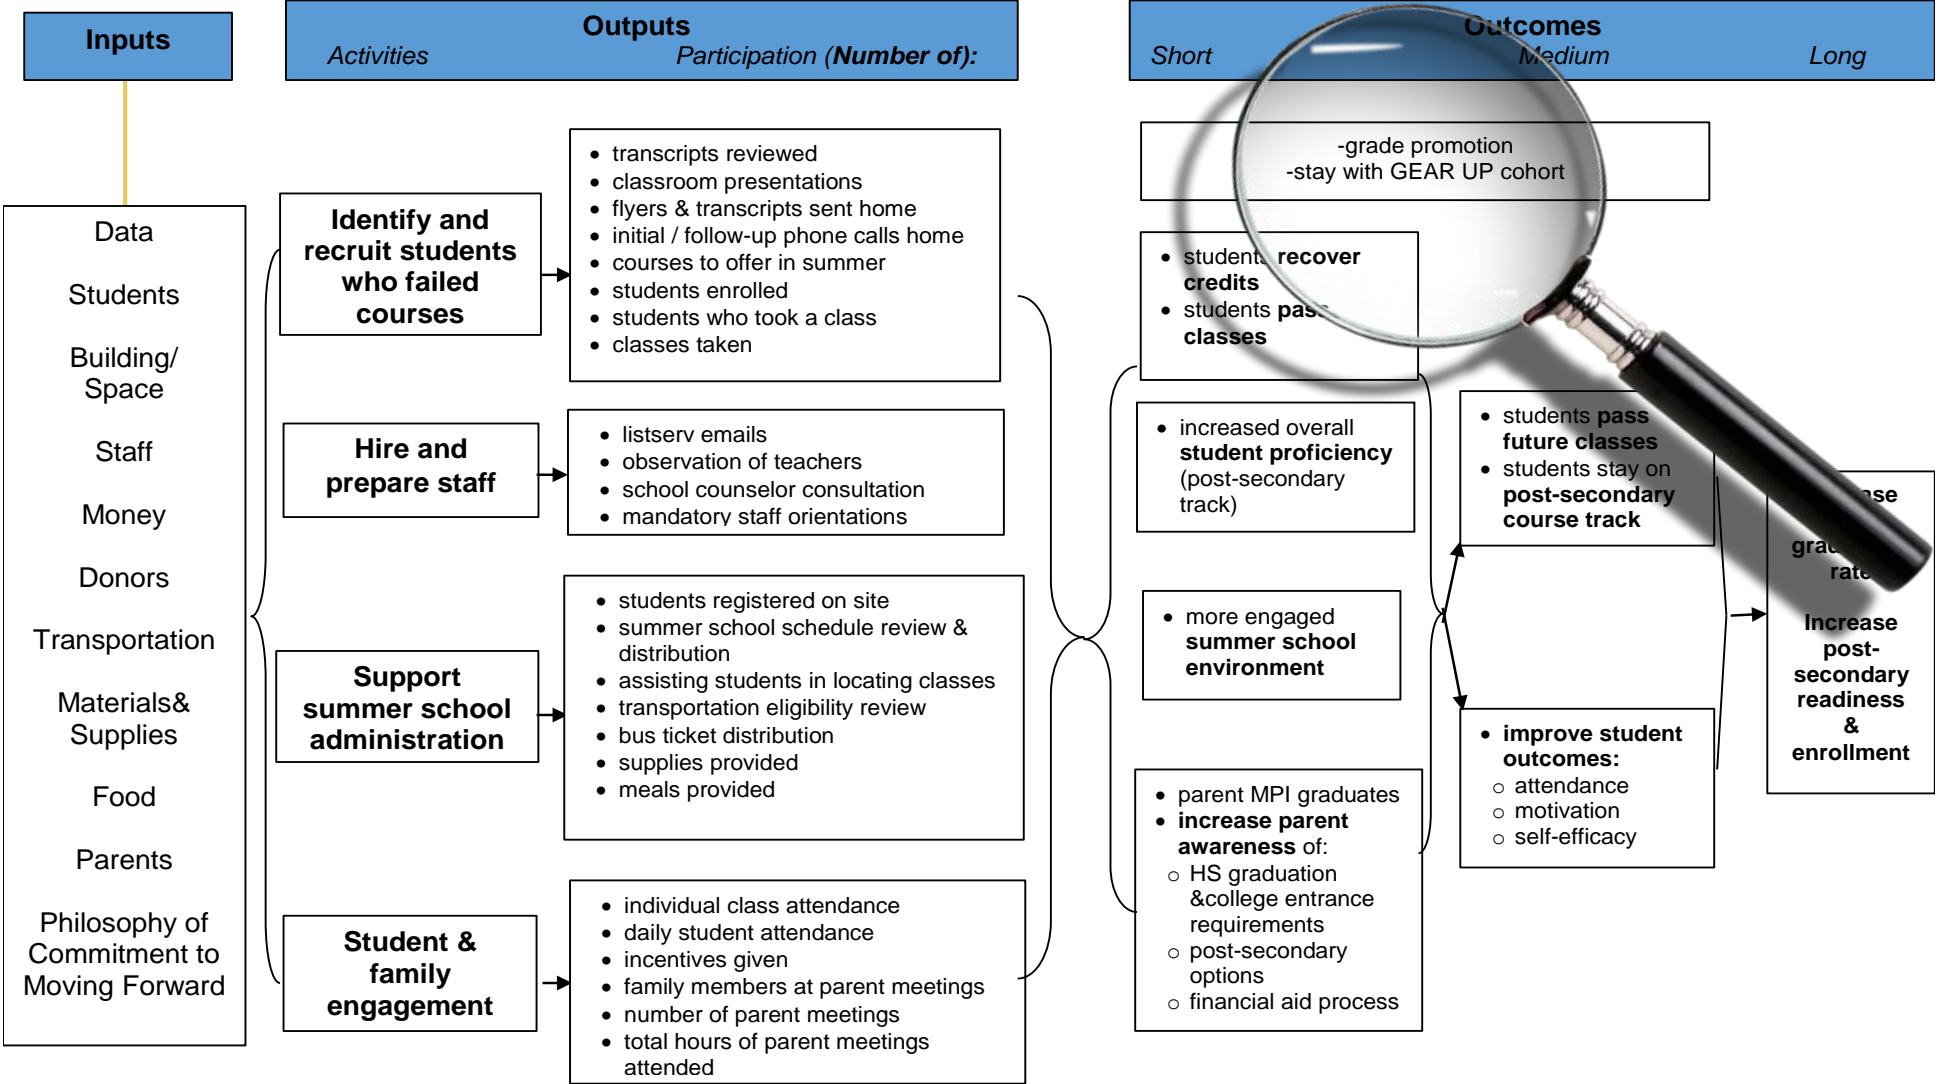 Inputs
Outputs
Activities
Participation (Number of):
Outcomes
Short
Medium
Long
Data
Students
Building/
Space
Staff
Money
Donors
Transportation
Materials&
Supplies
Food
Parents
Philosophy of
Commitment to
Moving Forward
Identify and
recruit students
who failed
courses
• transcripts reviewed
• classroom presentations
• flyers & transcripts sent home
• initial / follow-up phone calls home
• courses to offer in summer
• students enrolled
• students who took a class
• classes taken
Hire and
prepare staff
• listserv emails
• observation of teachers
• school counselor consultation
• mandatory staff orientations
Support
summer school
administration
• students registered on site
• summer school schedule review &
distribution
• assisting students in locating classes
• transportation eligibility review
• bus ticket distribution
• supplies provided
• meals provided
Student &
family
engagement
• individual class attendance
• daily student attendance
• incentives given
• family members at parent meetings
• number of parent meetings
• total hours of parent meetings
attended
-grade promotion
-stay with GEAR UP cohort
• students recover
credits
• students pass
classes
• increased overall
student proficiency
(post-secondary
track)
• more engaged
summer school
environment
• parent MPI graduates
• increase parent
awareness of:
o HS graduation
&college entrance
requirements
o post-secondary
options
o financial aid process
• students pass
future classes
• students stay on
post-secondary
course track
• improve student
outcomes:
o attendance
o motivation
o self-efficacy
Increase
post-
secondary
readiness
&
enrollment